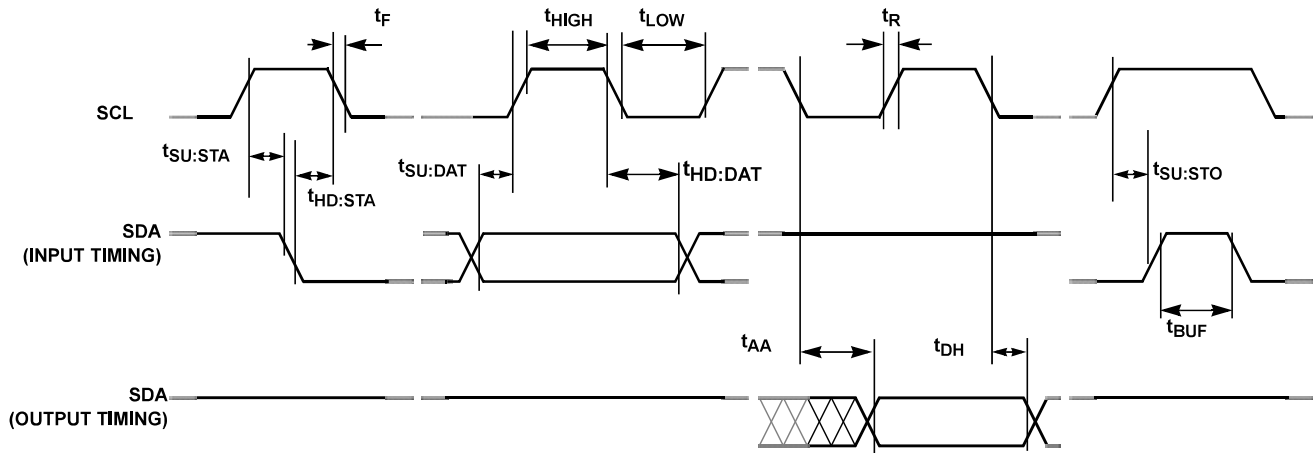 tF
tHIGH
tLOW
tR
SCL
tSU:STA
tHD:STA
tSU:DAT
tHD:DAT
tSU:STO
SDA
(INPUT TIMING)
tBUF
tAA
tDH
SDA
(OUTPUT TIMING)